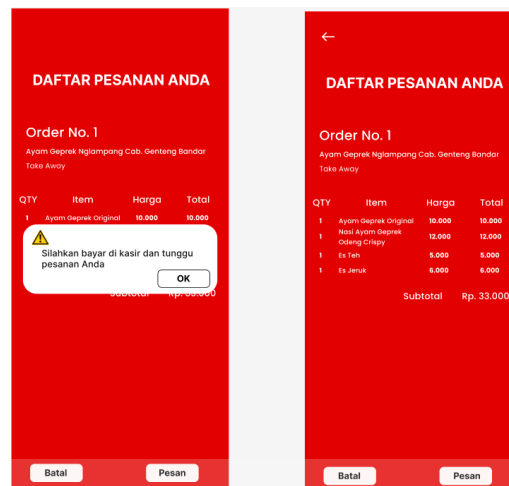 DAFTAR PESANAN ANDA
Order No. 1
Ayam Geprek Nglampang Cab. Genteng Bandar
Take Away
QTY Item Harga Total
1 Ayam Geprek Original 10.000 10.000
Silahkan bayar di kasir dan tunggu
pesanan Anda
OK
Subtotal Rp. 33.000
Batal Pesan
DAFTAR PESANAN ANDA
Order No. 1
Ayam Geprek Nglampang Cab. Genteng Bandar
Take Away
QTY Item Harga Total
1 Ayam Geprek Original 10.000 10.000
1 Nasi Ayam Geprek
Odeng Crispy 12.000 12.000
1 Es Teh 5.000 5.000
1 Es Jeruk 6.000 6.000
Subtotal Rp. 33.000
Batal Pesan